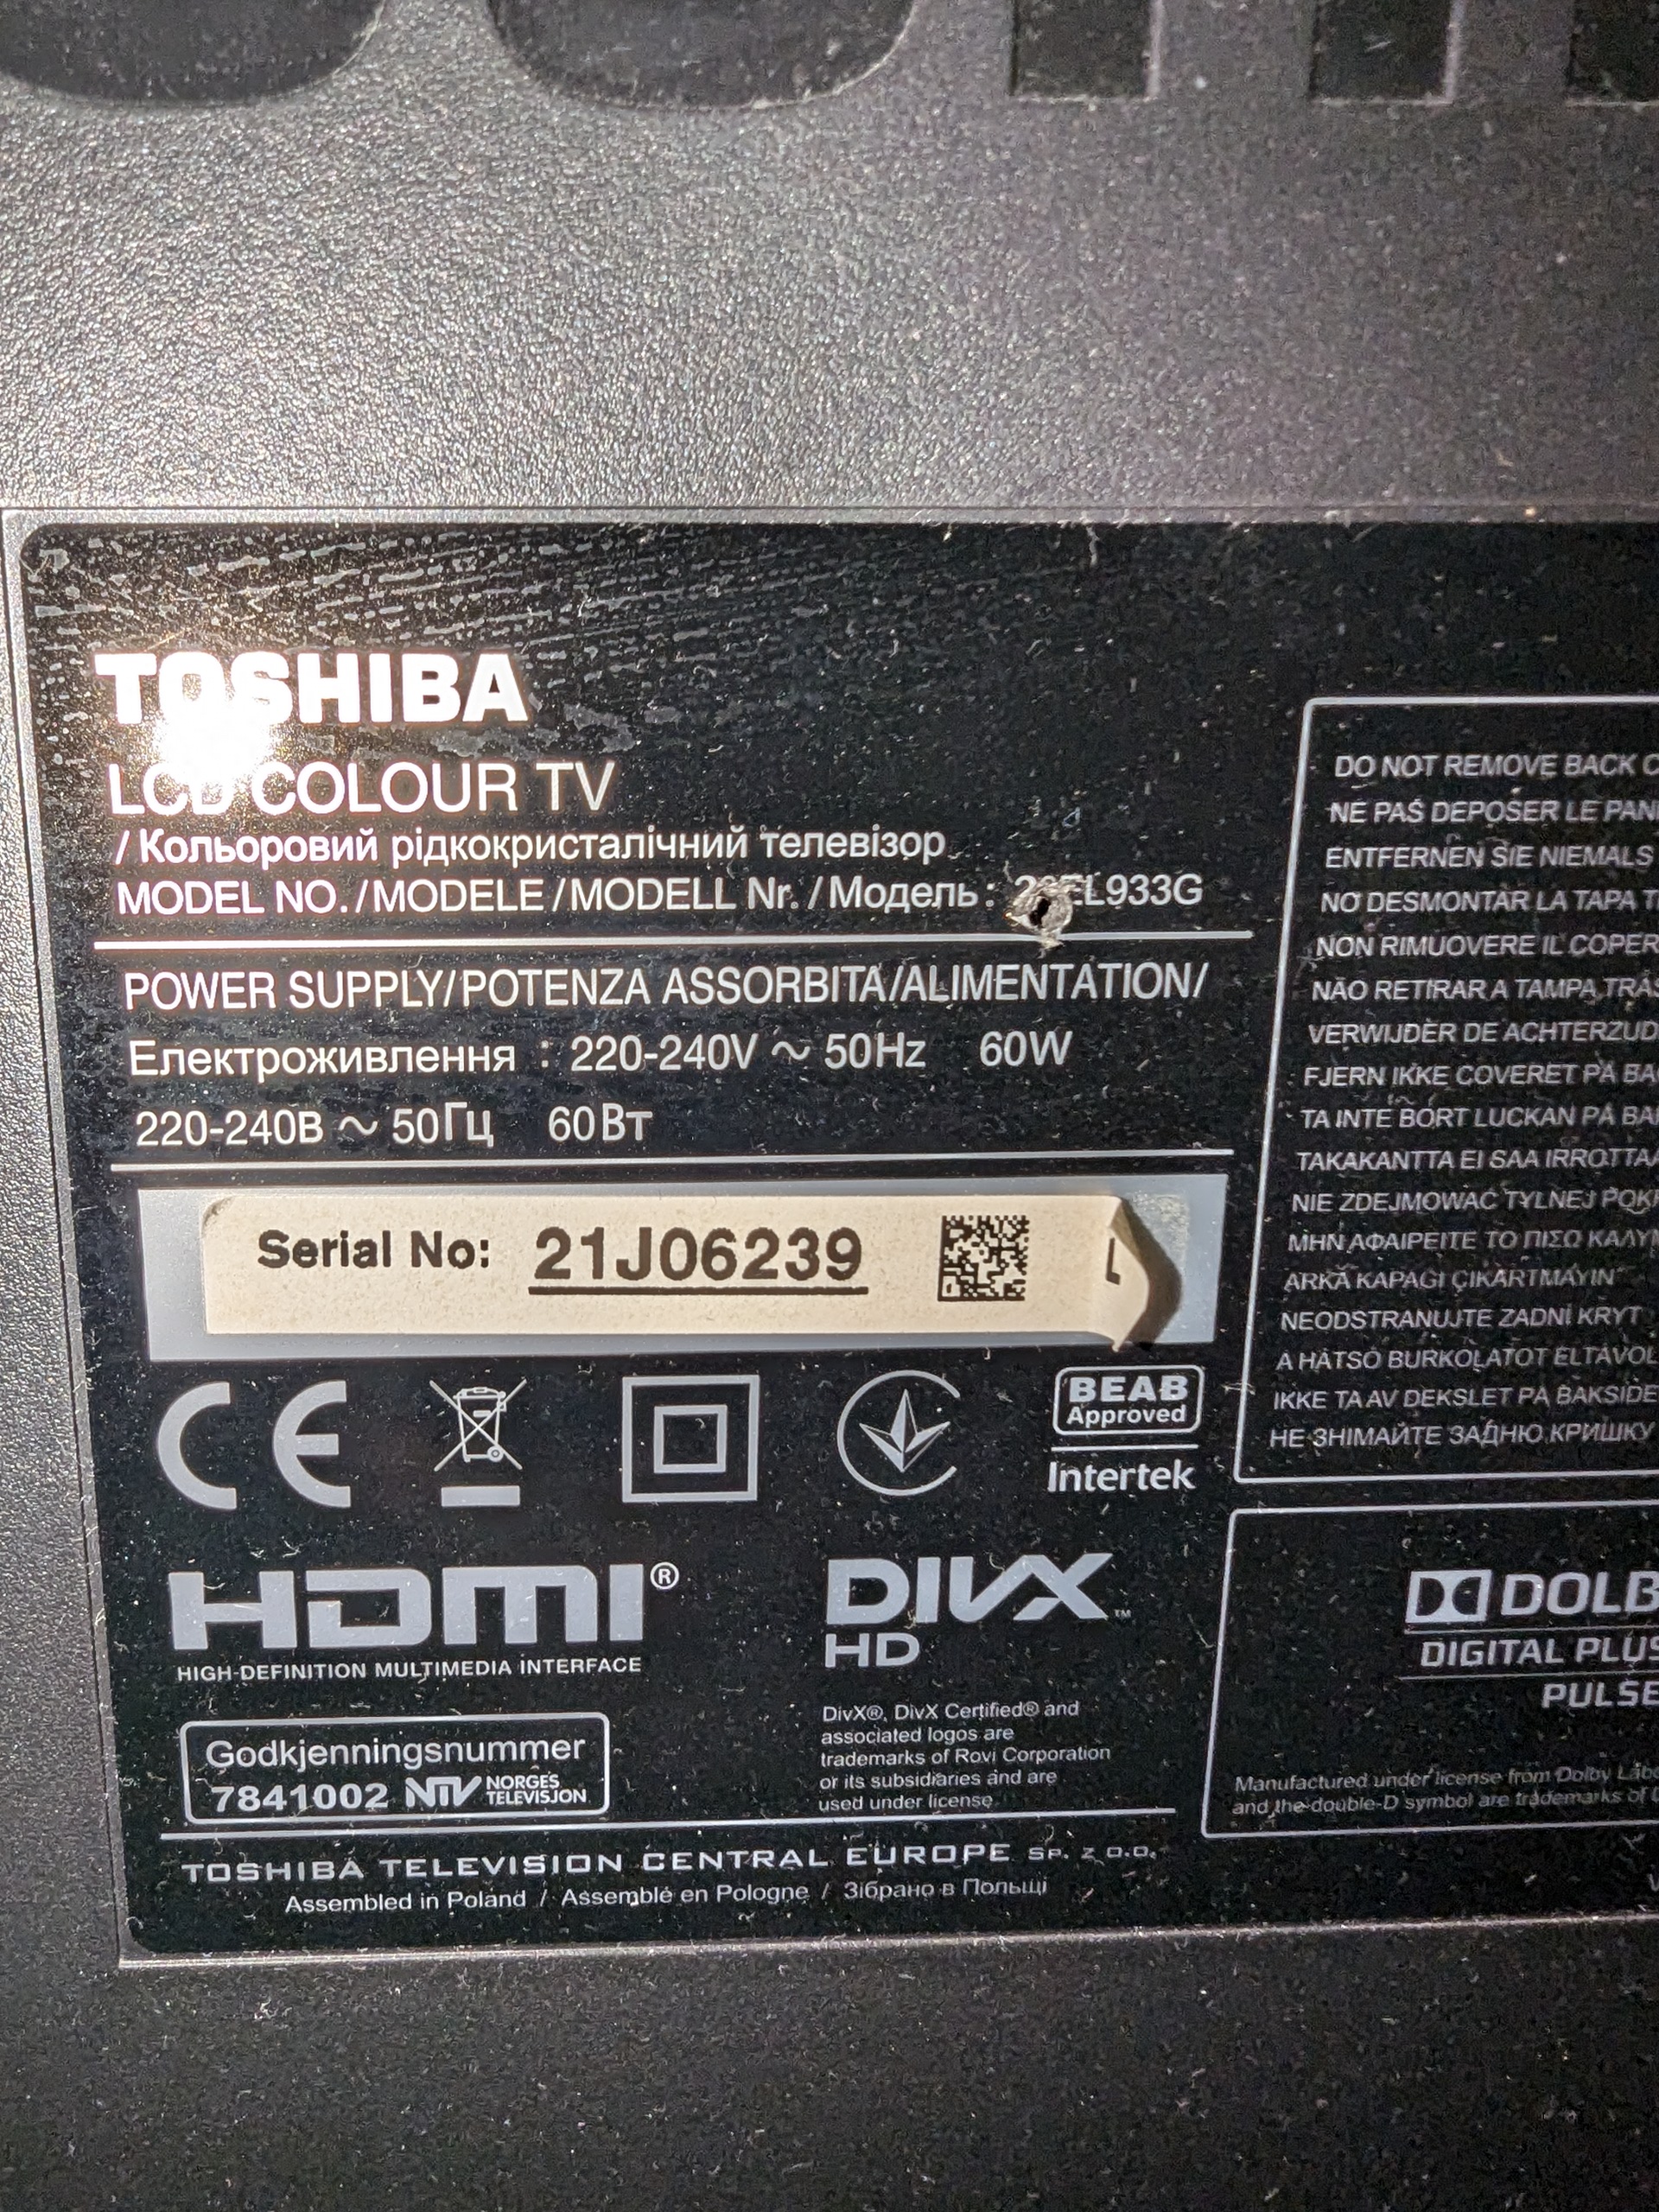 TOSHIBA
LCD COLOUR TV
/ Кольоровий рідкокристалічний телевізор
MODEL NO./MODELE/MODELL Nr./Модель:
POWER SUPPLY/POTENZA ASSORBITA/ALIMENTATION/
Електроживлення : 220-240V ~ 50Hz 60W
220-240В ~ 50Гц 60Вт
Serial No: 21J06239
CE
BEAB
Approved
Intertek
HDMI®
HIGH-DEFINITION MULTIMEDIA INTERFACE
DIVX™
HD
DivX®, DivX Certified® and
associated logos are
trademarks of Rovi Corporation
or its subsidiaries and are
used under license
Godkjenningsnummer
7841002 NTV NORGES
TELEVISJON
TOSHIBA TELEVISION CENTRAL EUROPE SP. Z O.O.
Assembled in Poland / Assemblé en Pologne / Зібрано в Польщі
DO NOT REMOVE BACK
NE PAS DEPOSER LE
ENTFERNEN SIE NIEMALS
NO DESMONTAR LA TAPA
NON RIMUOVERE IL
NÃO RETIRAR A TAMPA
VERWIJDER DE
FJERN IKKE COVERET PÅ
TA INTE BORT LUCKAN PÅ
TAKAKANTTA EI SAA
NIE ZDEJMOWAĆ TYLNEJ
ΜΗΝ ΑΦΑΙΡΕΙΤΕ ΤΟ ΠΙΣΩ
ARKA KAPAGI ÇIKARTMAYIN
NEODSTRANUJTE ZADNÍ KRYT
A HÁTSÓ BURKOLATOT
IKKE TA AV DEKSLET PÅ
НЕ ЗНІМАЙТЕ ЗАДНЮ КРИШКУ
DIGITAL
PULSE
Manufactured under license from Dolby
and the double-D symbol are trademarks of